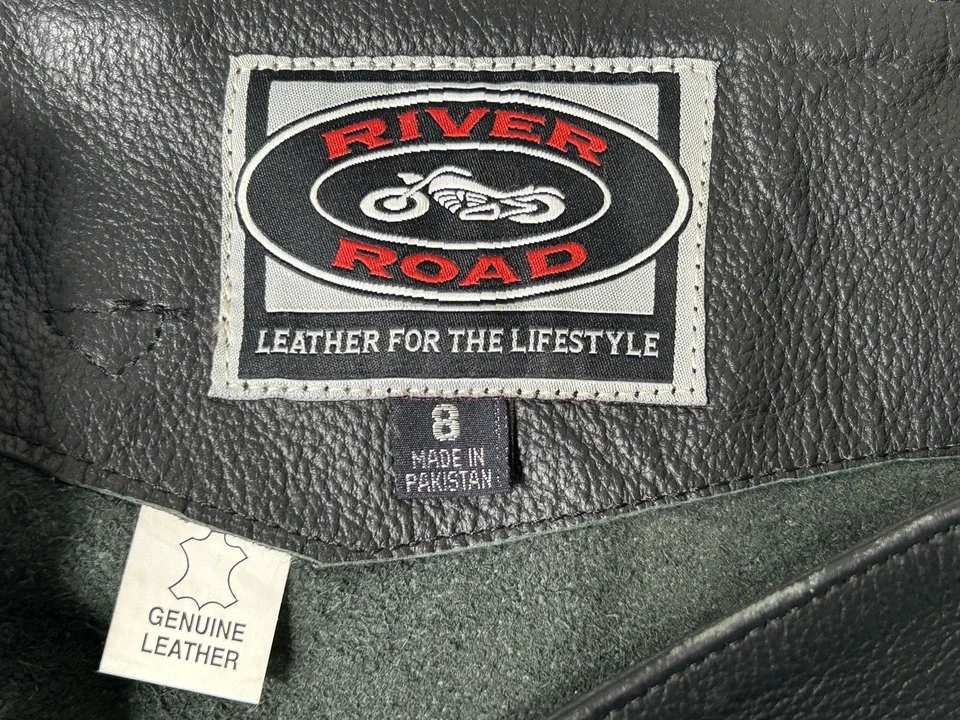 RIVER
ROAD
LEATHER FOR THE LIFESTYLE
8
MADE IN
PAKISTAN
GENUINE
LEATHER